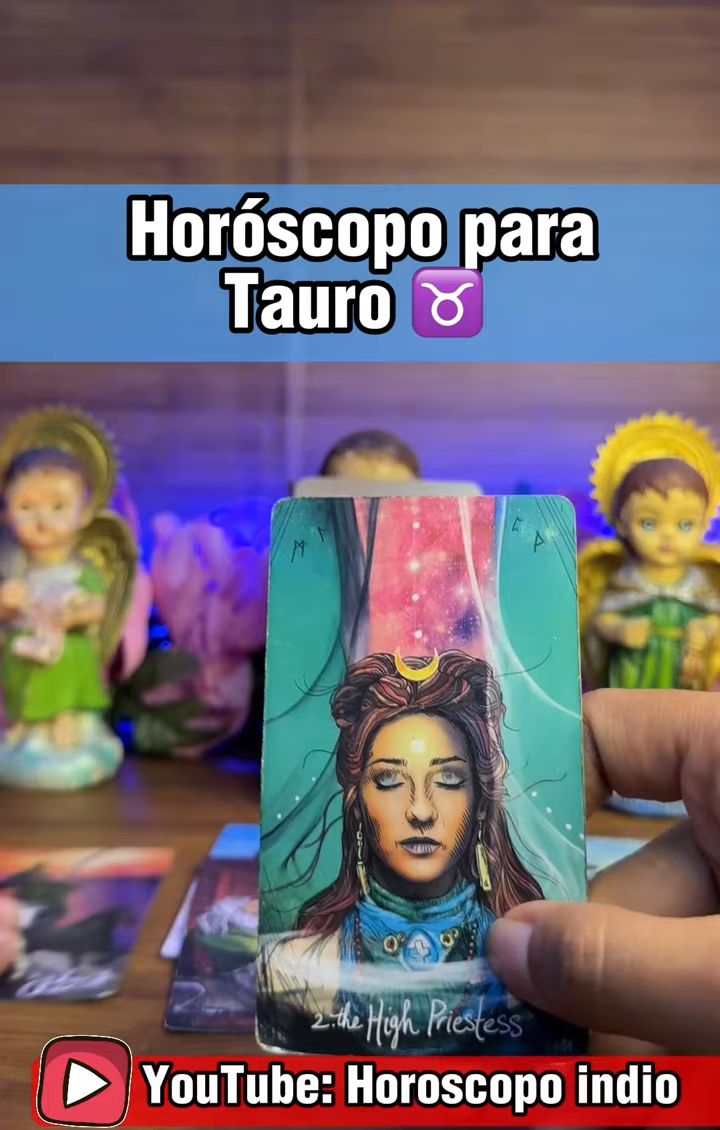 Horóscopo para
Tauro ♉
2. the High Priestess
YouTube: Horoscopo indio